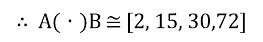 ∴ A(·)B≅[2, 15, 30,72]